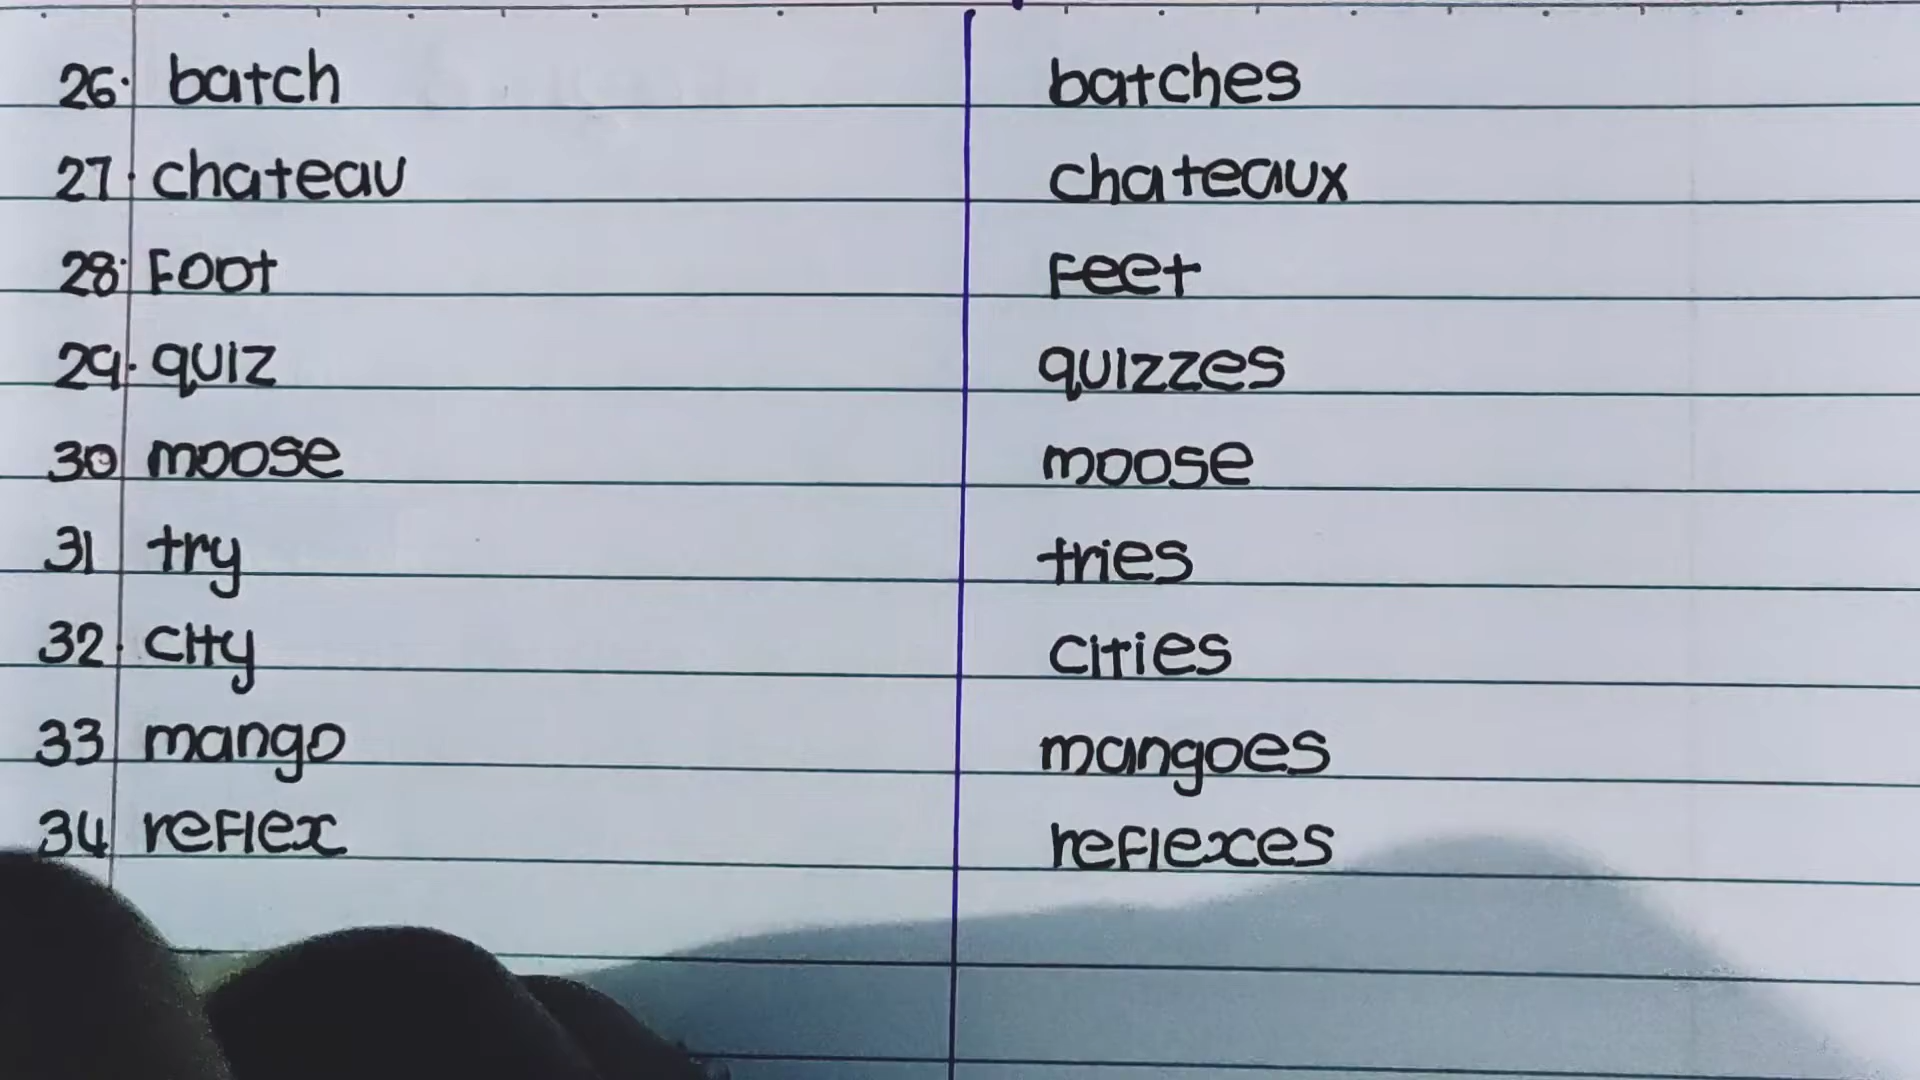 26. batch batches
27. chateau chateaux
28. Foot Feet
29. quiz quizzes
30 moose moose
31 try tries
32. city cities
33 mango mangoes
34 reflex reflexes